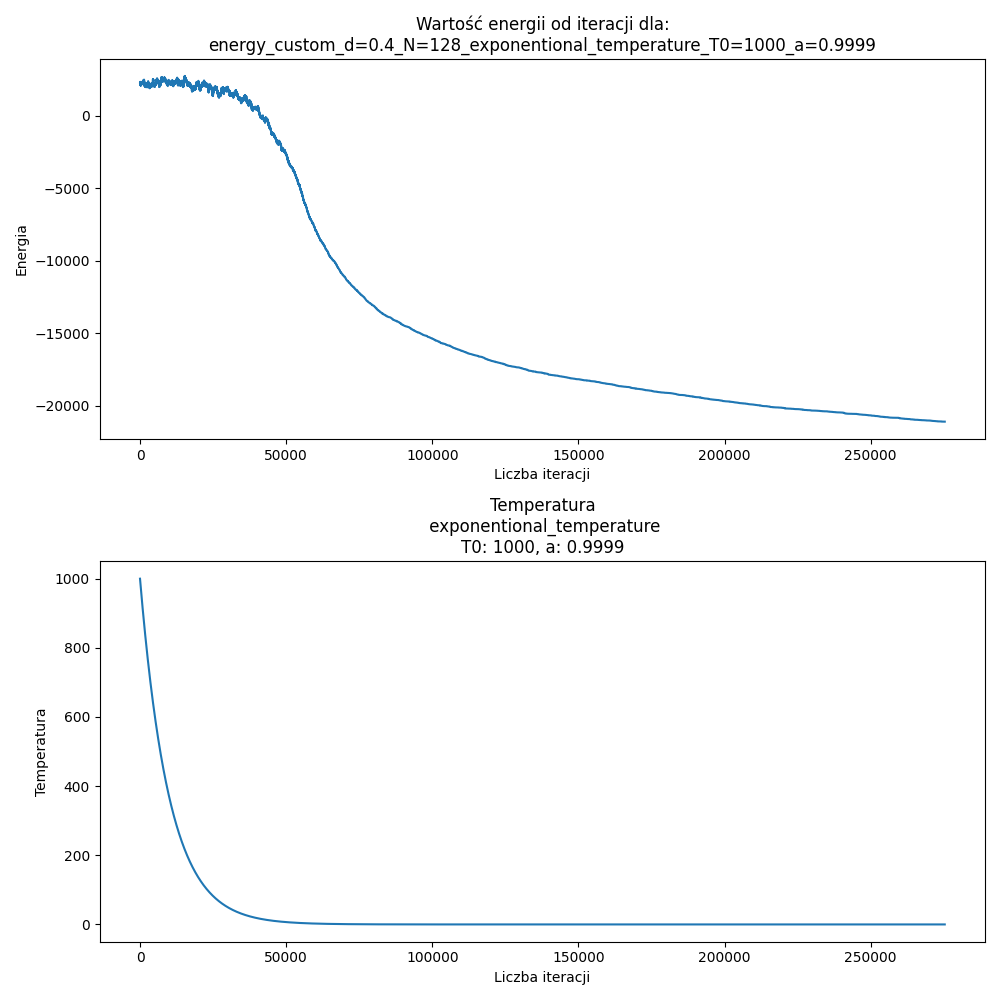 Wartość energii od iteracji dla:
energy_custom_d=0.4_N=128_exponentional_temperature_T0=1000_a=0.9999
0
−5000
−10000
−15000
−20000
Energia
0
50000
100000
150000
200000
250000
Liczba iteracji
Temperatura
exponentional_temperature
T0: 1000, a: 0.9999
1000
800
600
400
200
0
Temperatura
0
50000
100000
150000
200000
250000
Liczba iteracji